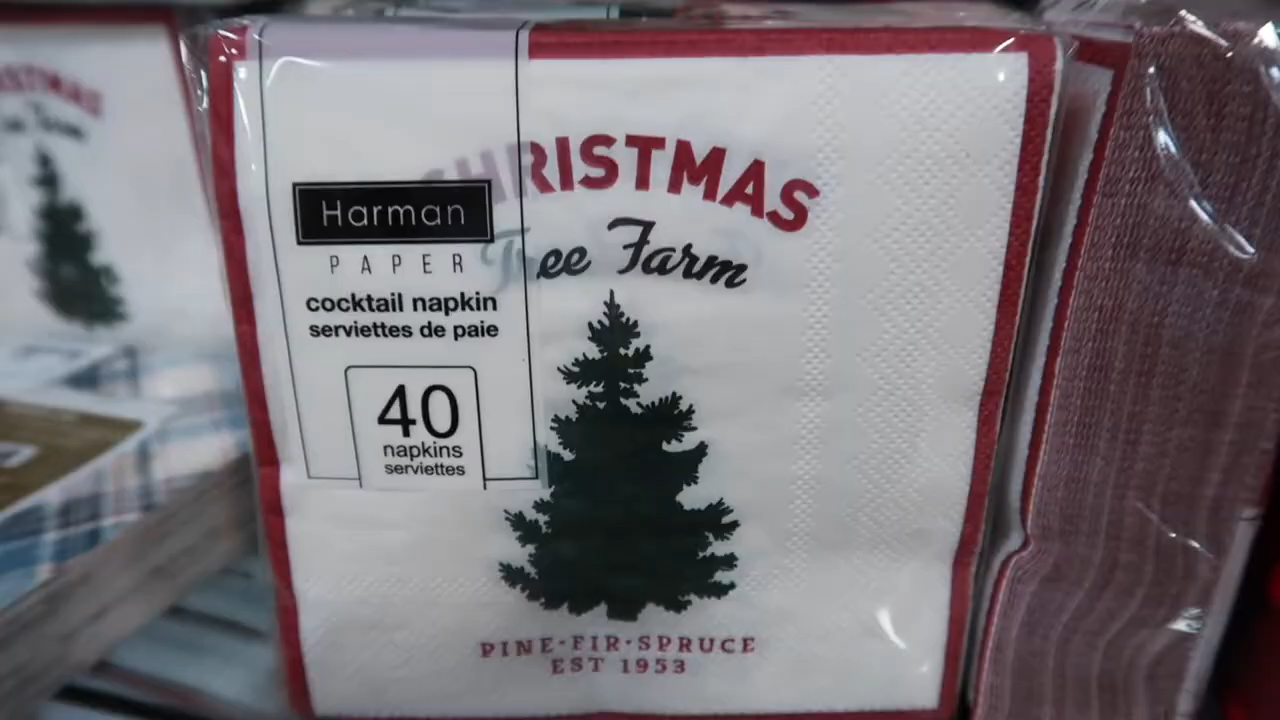 CHRISTMAS
Tree Farm
Harman
PAPER
cocktail napkin
serviettes de paie
40
napkins
serviettes
PINE·FIR·SPRUCE
EST 1953